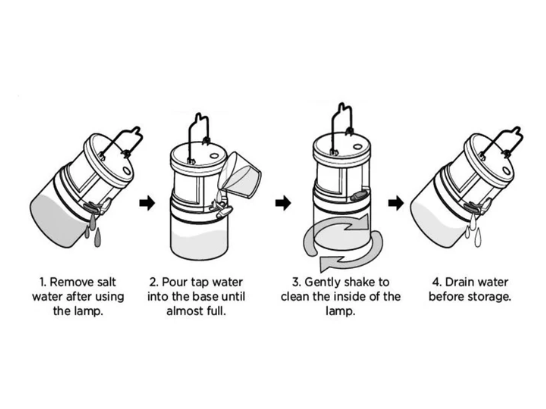 1. Remove salt
water after using
the lamp.
2. Pour tap water
into the base until
almost full.
3. Gently shake to
clean the inside of the
lamp.
4. Drain water
before storage.